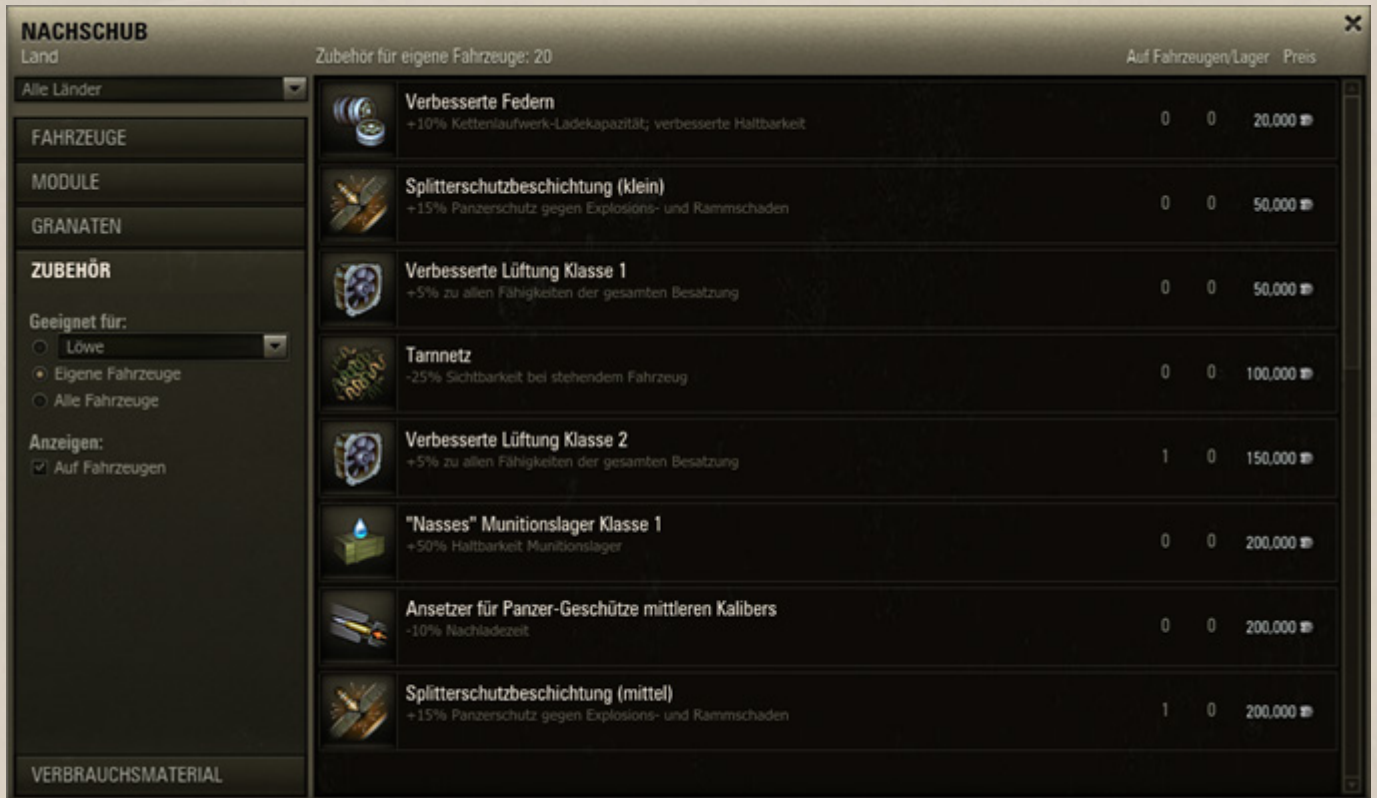 NACHSCHUB
Land
Alle Länder
FAHRZEUGE
MODULE
GRANATEN
ZUBEHÖR
Geeignet für:
Löwe
Eigene Fahrzeuge
Alle Fahrzeuge
Anzeigen:
Auf Fahrzeugen
VERBRAUCHSMATERIAL
Zubehör für eigene Fahrzeuge: 20
Auf Fahrzeugen/Lager Preis
Verbesserte Federn
+10% Kettenlaufwerk-Ladekapazität; verbesserte Haltbarkeit
0 0 20,000
Splitterschutzbeschichtung (klein)
+15% Panzerschutz gegen Explosions- und Rammschaden
0 0 50,000
Verbesserte Lüftung Klasse 1
+5% zu allen Fähigkeiten der gesamten Besatzung
0 0 50,000
Tarnnetz
-25% Sichtbarkeit bei stehendem Fahrzeug
0 0 100,000
Verbesserte Lüftung Klasse 2
+5% zu allen Fähigkeiten der gesamten Besatzung
1 0 150,000
"Nasses" Munitionslager Klasse 1
+50% Haltbarkeit Munitionslager
0 0 200,000
Ansetzer für Panzer-Geschütze mittleren Kalibers
-10% Nachladezeit
0 0 200,000
Splitterschutzbeschichtung (mittel)
+15% Panzerschutz gegen Explosions- und Rammschaden
1 0 200,000